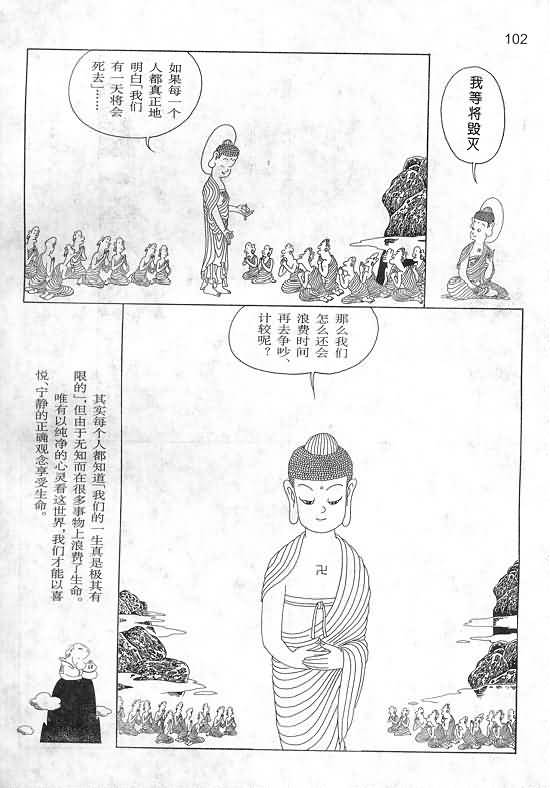 102
我等将毁灭
如果每一个
人都真正地
明白「我们
有一天将会
死去」……
那么我们
怎么还会
浪费时间
再去争吵、
计较呢？
其实每个人都知道「我们的一生真是极其有
限的」，但由于无知而在很多事物上浪费了生命。
唯有以纯净的心灵看这世界，我们才能以喜
悦、宁静的正确观念享受生命。
卍